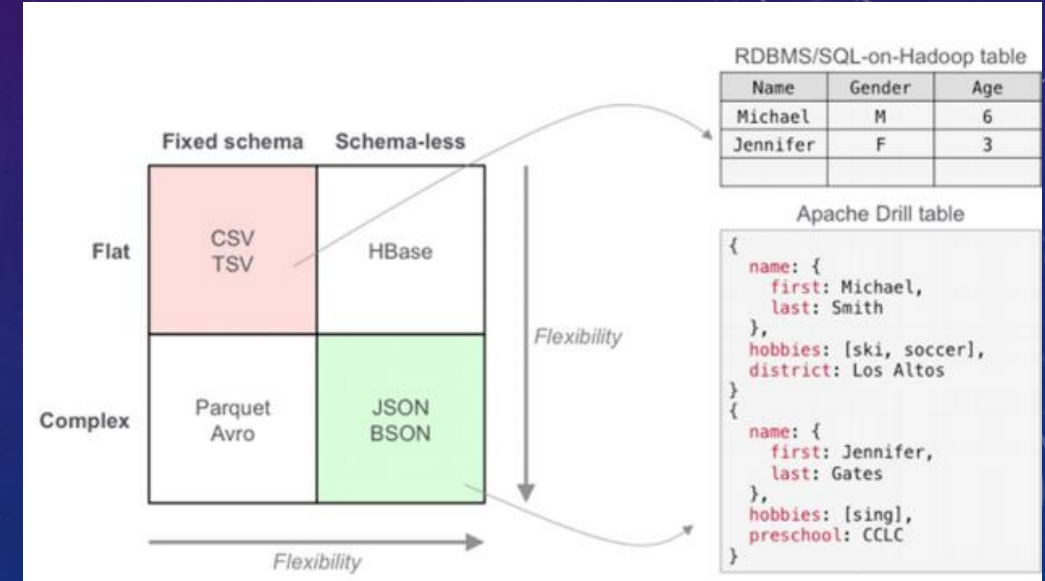 Fixed schema Schema-less
Flat
CSV
TSV
HBase
Complex
Parquet
Avro
JSON
BSON
Flexibility
Flexibility
RDBMS/SQL-on-Hadoop table
Name Gender Age
Michael M 6
Jennifer F 3
Apache Drill table
{
name: {
first: Michael,
last: Smith
},
hobbies: [ski, soccer],
district: Los Altos
}
{
name: {
first: Jennifer,
last: Gates
},
hobbies: [sing],
preschool: CCLC
}